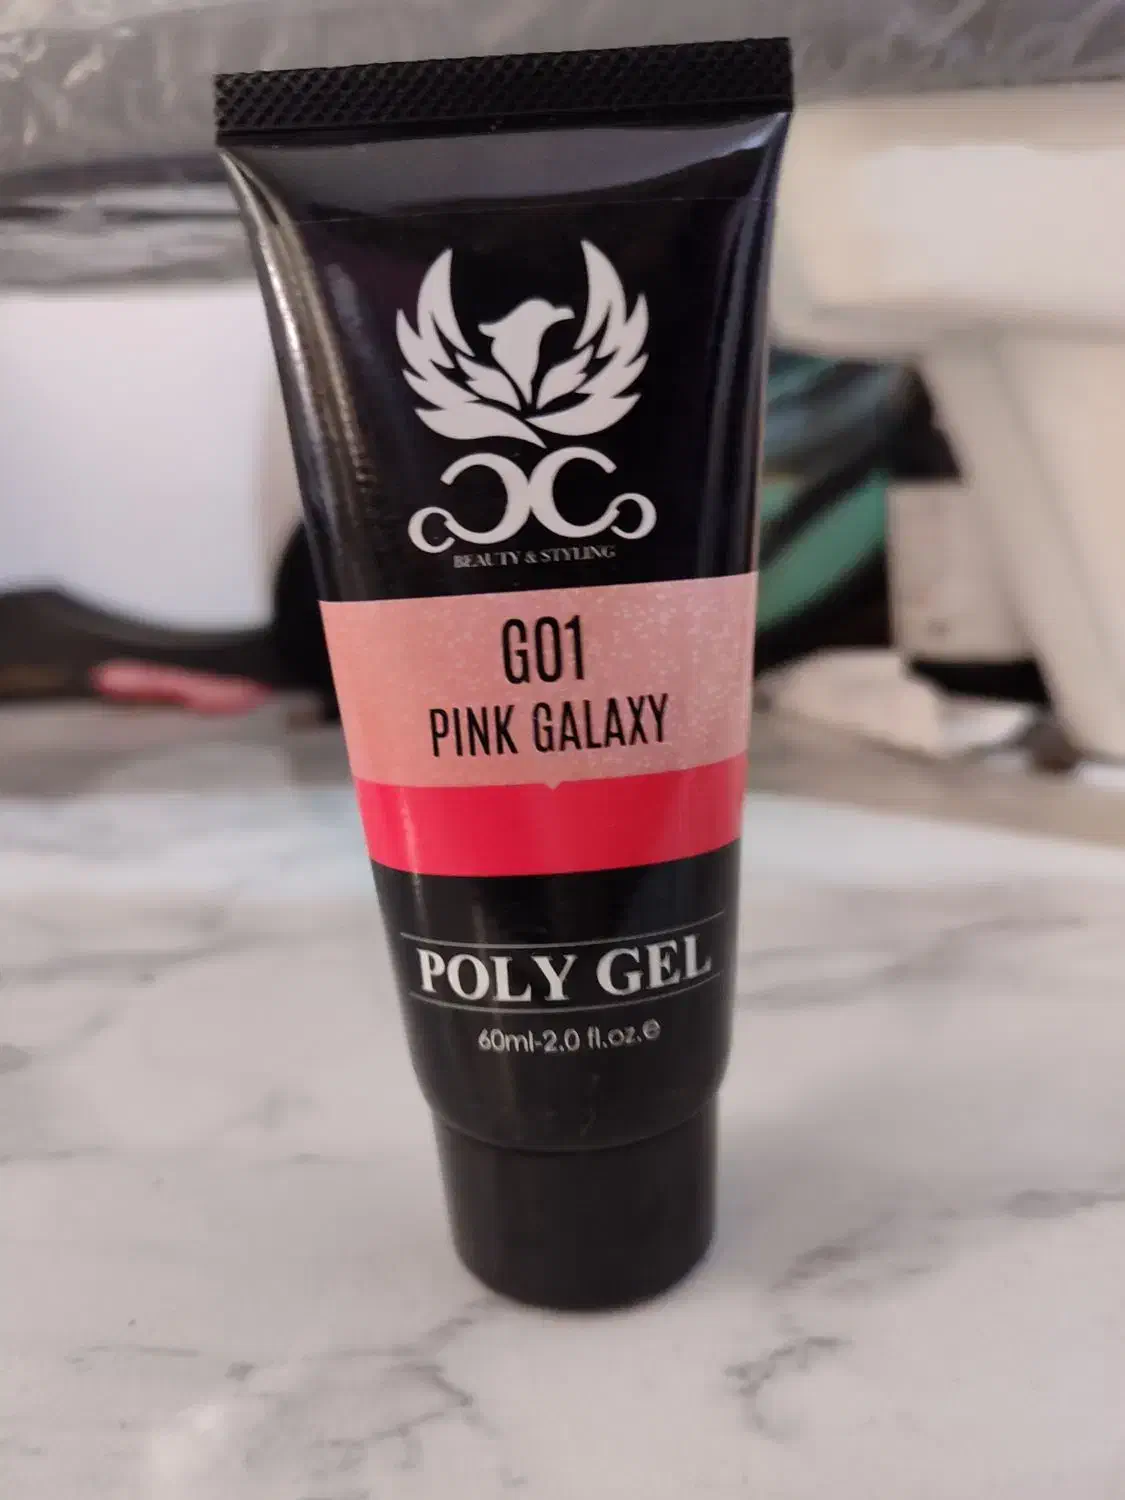 BEAUTY & STYLING
G01
PINK GALAXY
POLY GEL
60ml-2.0 fl.oz.℮